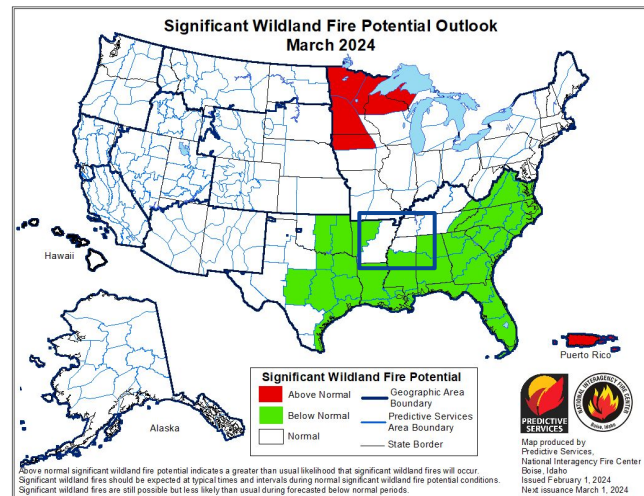 Significant Wildland Fire Potential Outlook
March 2024
Hawaii
Alaska
Puerto Rico
Significant Wildland Fire Potential
Above Normal
Below Normal
Normal
Geographic Area
Boundary
Predictive Services
Area Boundary
State Border
PREDICTIVE
SERVICES
NATIONAL INTERAGENCY FIRE CENTER
Boise, Idaho
Map produced by
Predictive Services,
National Interagency Fire Center
Boise, Idaho
Issued February 1, 2024
Next issuance March 1, 2024
Above normal significant wildland fire potential indicates a greater than usual likelihood that significant wildland fires will occur.
Significant wildland fires should be expected at typical times and intervals during normal significant wildland fire potential conditions.
Significant wildland fires are still possible but less likely than usual during forecasted below normal periods.